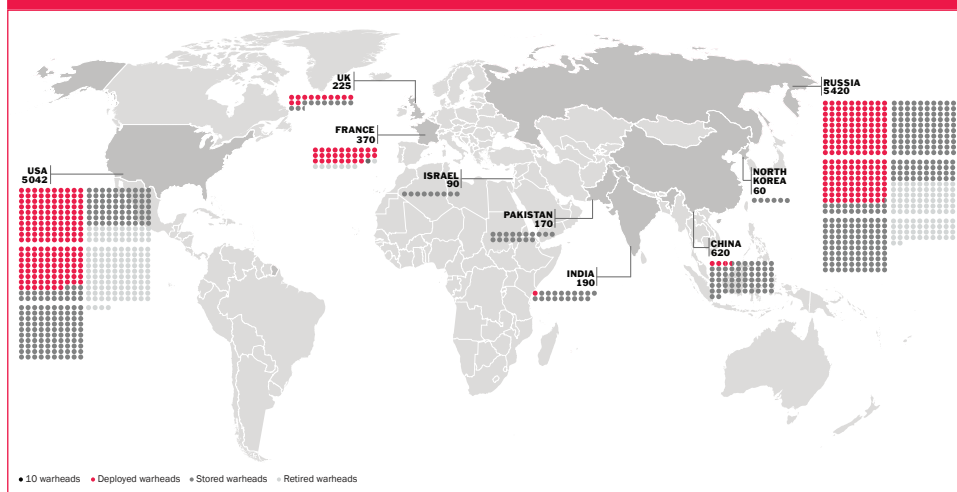 UK
225
FRANCE
370
USA
5042
ISRAEL
90
PAKISTAN
170
INDIA
190
RUSSIA
5420
NORTH
KOREA
60
CHINA
620
10 warheads
Deployed warheads
Stored warheads
Retired warheads